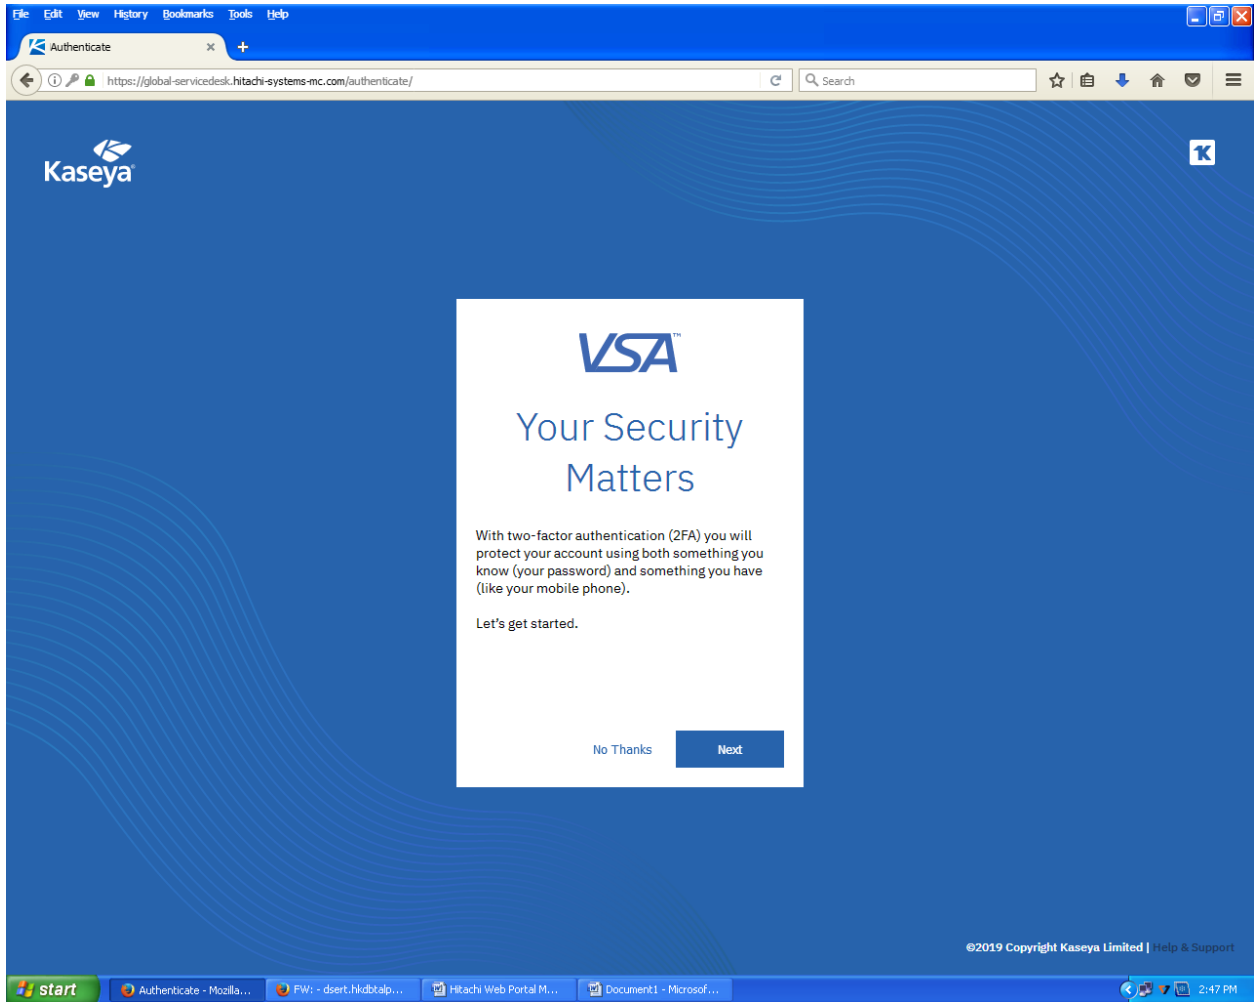 File Edit View History Bookmarks Tools Help
Authenticate
https://global-servicedesk.hitachi-systems-mc.com/authenticate/
Search
Kaseya
K
VSA™
Your Security
Matters
With two-factor authentication (2FA) you will
protect your account using both something you
know (your password) and something you have
(like your mobile phone).
Let's get started.
No Thanks
Next
©2019 Copyright Kaseya Limited | Help & Support
start
Authenticate - Mozilla...
FW: - dsert.hkdbtalp...
Hitachi Web Portal M...
Document1 - Microsof...
2:47 PM